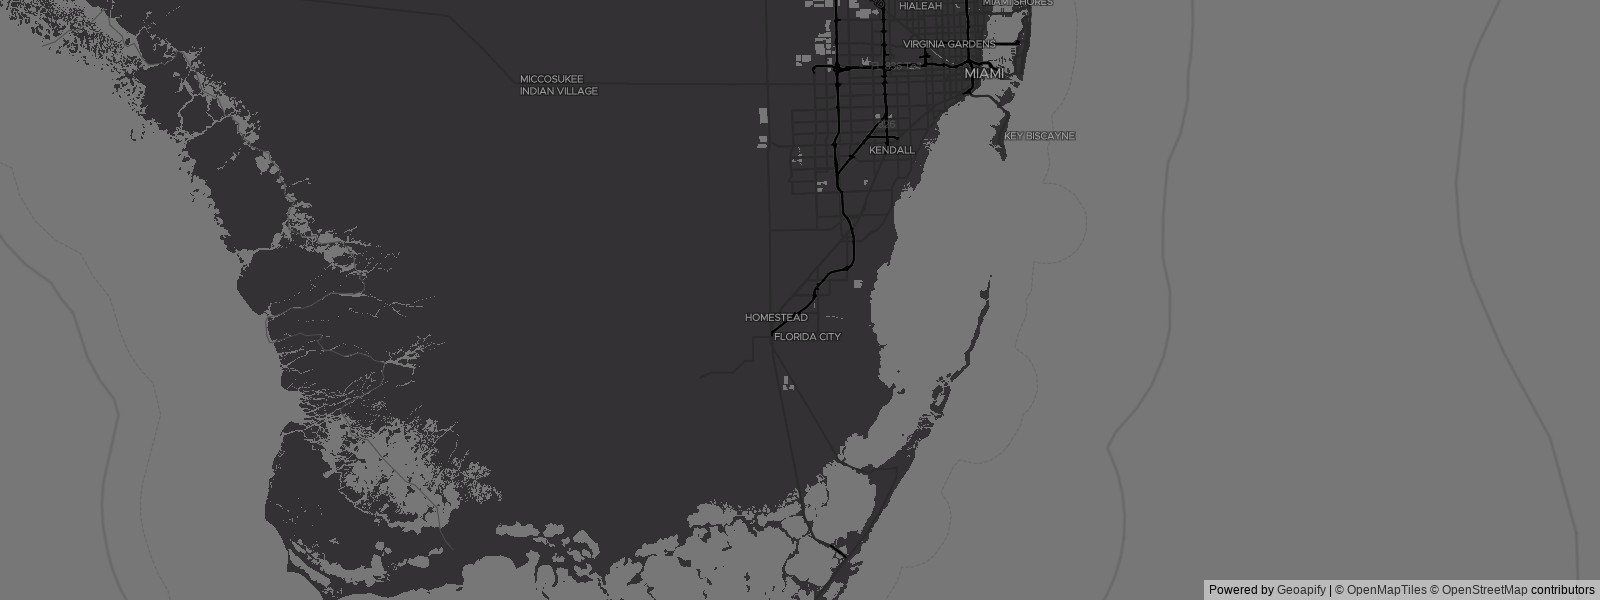 MIAMI SHORES
HIALEAH
VIRGINIA GARDENS
MIAMI
MICCOSUKEE
INDIAN VILLAGE
KEY BISCAYNE
KENDALL
HOMESTEAD
FLORIDA CITY
Powered by Geoapify | © OpenMapTiles © OpenStreetMap contributors